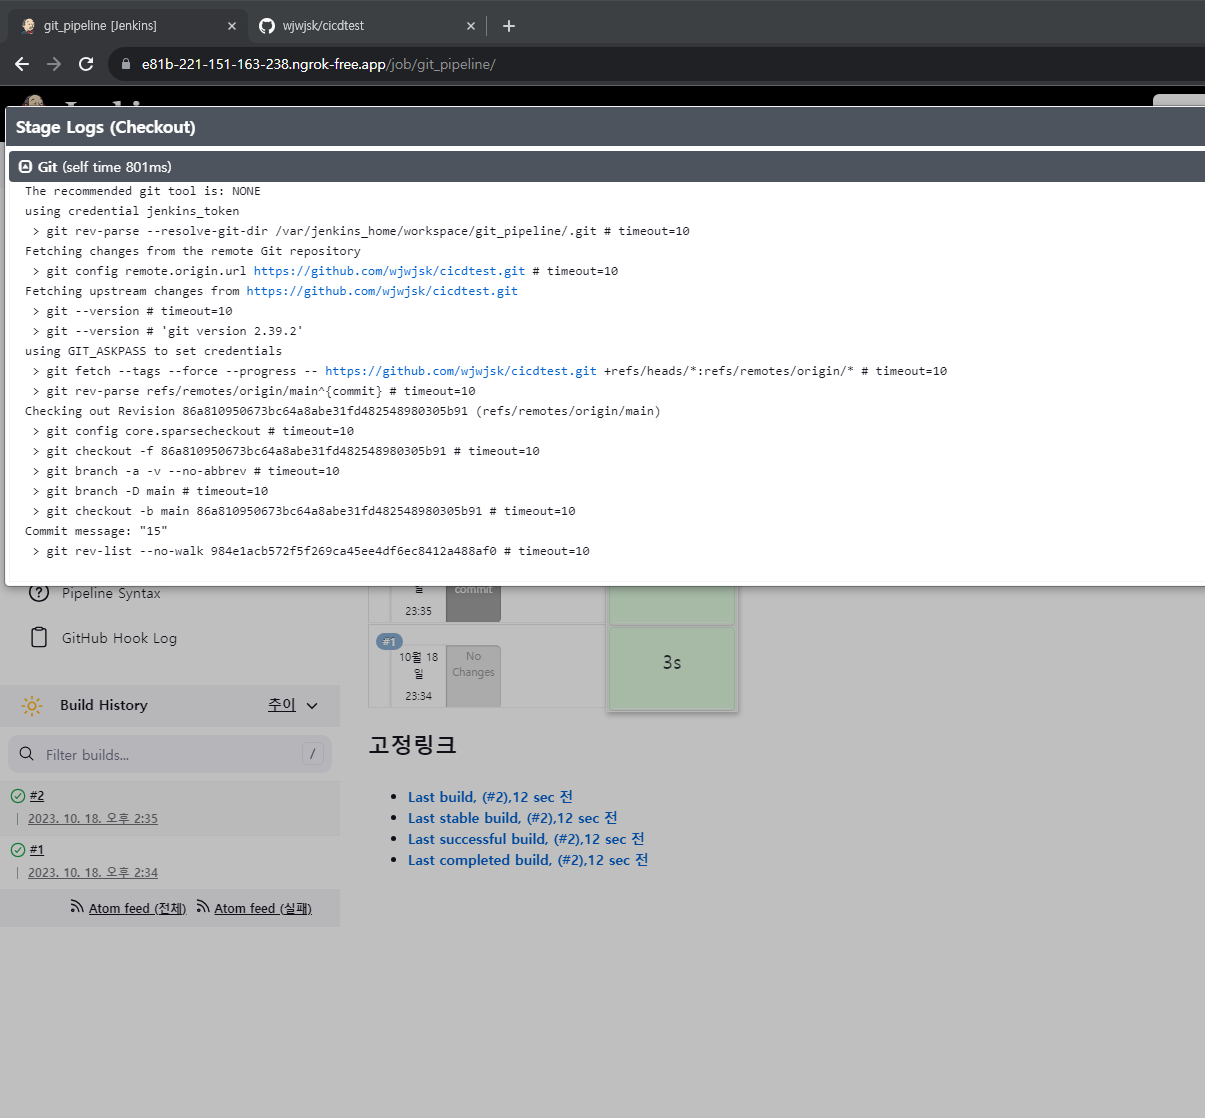 git_pipeline [Jenkins]
wjwjsk/cicdtest
e81b-221-151-163-238.ngrok-free.app/job/git_pipeline/
Stage Logs (Checkout)
Git (self time 801ms)
The recommended git tool is: NONE
using credential jenkins_token
> git rev-parse --resolve-git-dir /var/jenkins_home/workspace/git_pipeline/.git # timeout=10
Fetching changes from the remote Git repository
> git config remote.origin.url https://github.com/wjwjsk/cicdtest.git # timeout=10
Fetching upstream changes from https://github.com/wjwjsk/cicdtest.git
> git --version # timeout=10
> git --version # 'git version 2.39.2'
using GIT_ASKPASS to set credentials
> git fetch --tags --force --progress -- https://github.com/wjwjsk/cicdtest.git +refs/heads/*:refs/remotes/origin/* # timeout=10
> git rev-parse refs/remotes/origin/main^{commit} # timeout=10
Checking out Revision 86a810950673bc64a8abe31fd482548980305b91 (refs/remotes/origin/main)
> git config core.sparsecheckout # timeout=10
> git checkout -f 86a810950673bc64a8abe31fd482548980305b91 # timeout=10
> git branch -a -v --no-abbrev # timeout=10
> git branch -D main # timeout=10
> git checkout -b main 86a810950673bc64a8abe31fd482548980305b91 # timeout=10
Commit message: "15"
> git rev-list --no-walk 984e1acb572f5f269ca45ee4df6ec8412a488af0 # timeout=10
Pipeline Syntax
GitHub Hook Log
Build History
추이
Filter builds...
/
#2
2023. 10. 18. 오후 2:35
#1
2023. 10. 18. 오후 2:34
Atom feed (전체)
Atom feed (실패)
일
23:35
commit
#1
10월 18
일
23:34
No
Changes
3s
고정링크
Last build, (#2),12 sec 전
Last stable build, (#2),12 sec 전
Last successful build, (#2),12 sec 전
Last completed build, (#2),12 sec 전